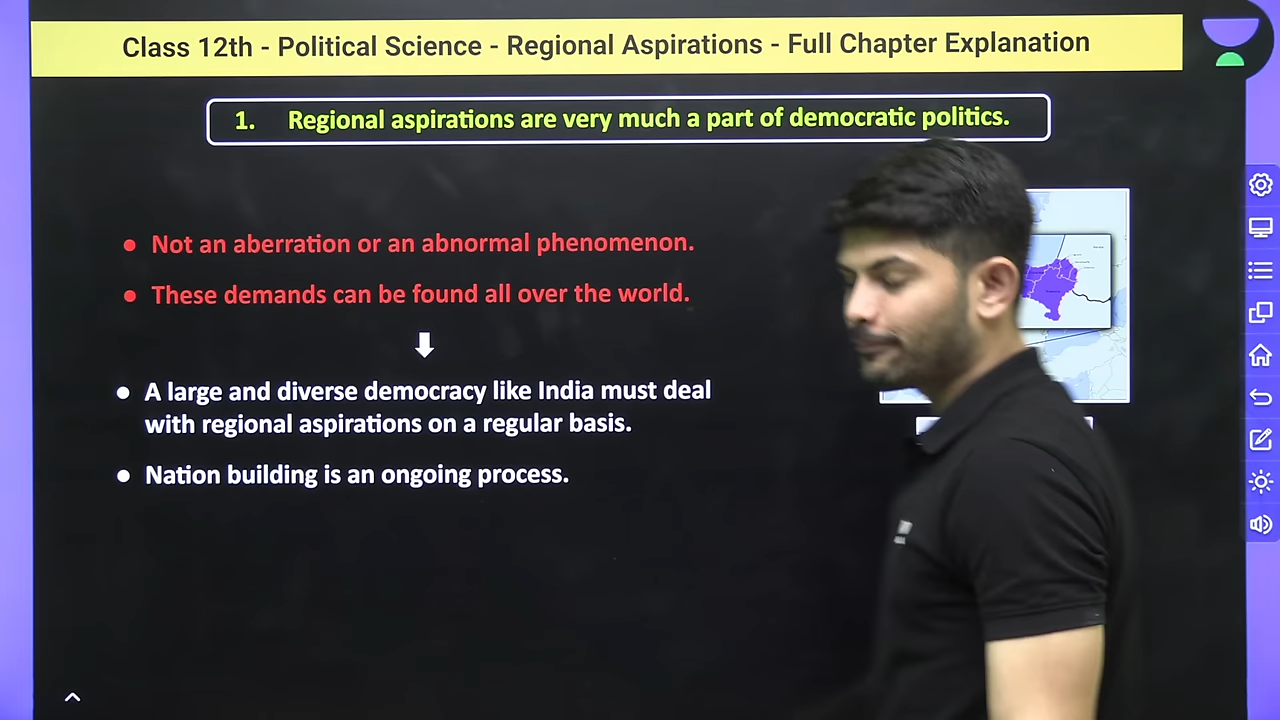 Class 12th - Political Science - Regional Aspirations - Full Chapter Explanation
1. Regional aspirations are very much a part of democratic politics.
• Not an aberration or an abnormal phenomenon.
• These demands can be found all over the world.
• A large and diverse democracy like India must deal
with regional aspirations on a regular basis.
• Nation building is an ongoing process.